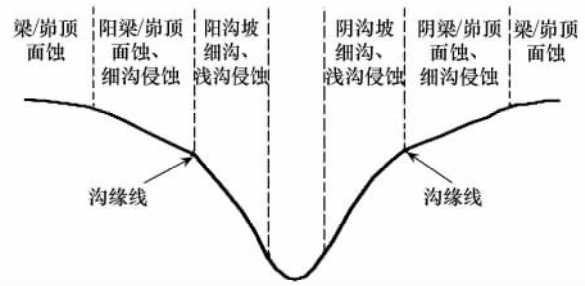 梁/峁顶
面蚀
阳梁/峁顶
面蚀、
细沟侵蚀
阳沟坡
细沟、
浅沟侵蚀
阴沟坡
细沟、
浅沟侵蚀
阴梁/峁顶
面蚀、
细沟侵蚀
梁/峁顶
面蚀
沟缘线
沟缘线